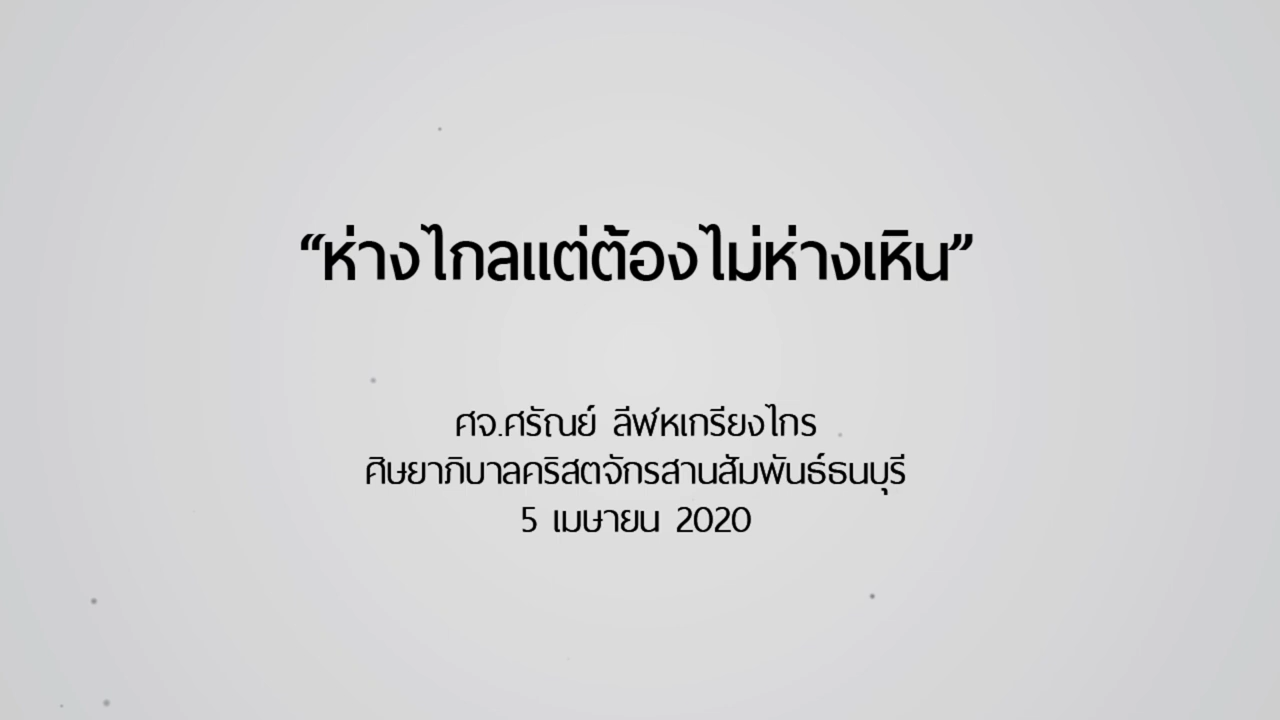 “ห่างไกลแต่ต้องไม่ห่างเหิน”
ศจ.ศรัณย์ ลีฬหเกรียงไกร
ศิษยาภิบาลคริสตจักรสานสัมพันธ์ธนบุรี
5 เมษายน 2020